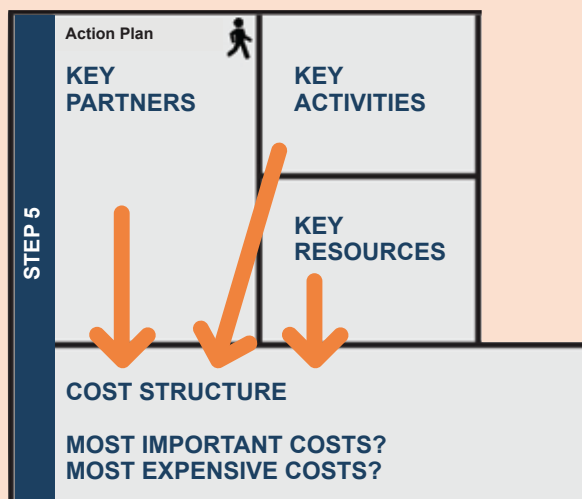 Action Plan
KEY
PARTNERS
KEY
ACTIVITIES
KEY
RESOURCES
STEP 5
COST STRUCTURE
MOST IMPORTANT COSTS?
MOST EXPENSIVE COSTS?